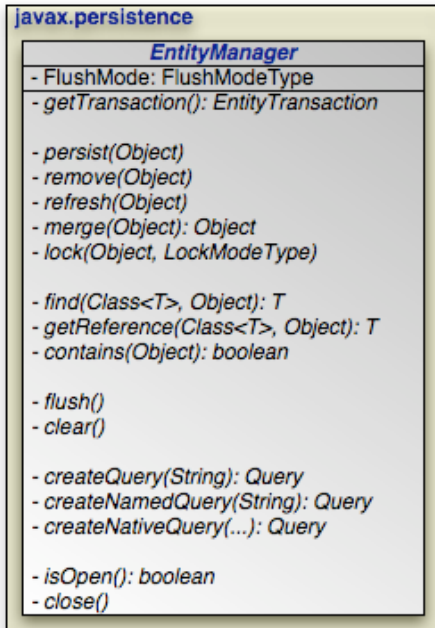 javax.persistence
EntityManager
- FlushMode: FlushModeType
- getTransaction(): EntityTransaction
- persist(Object)
- remove(Object)
- refresh(Object)
- merge(Object): Object
- lock(Object, LockModeType)
- find(Class<T>, Object): T
- getReference(Class<T>, Object): T
- contains(Object): boolean
- flush()
- clear()
- createQuery(String): Query
- createNamedQuery(String): Query
- createNativeQuery(...): Query
- isOpen(): boolean
- close()